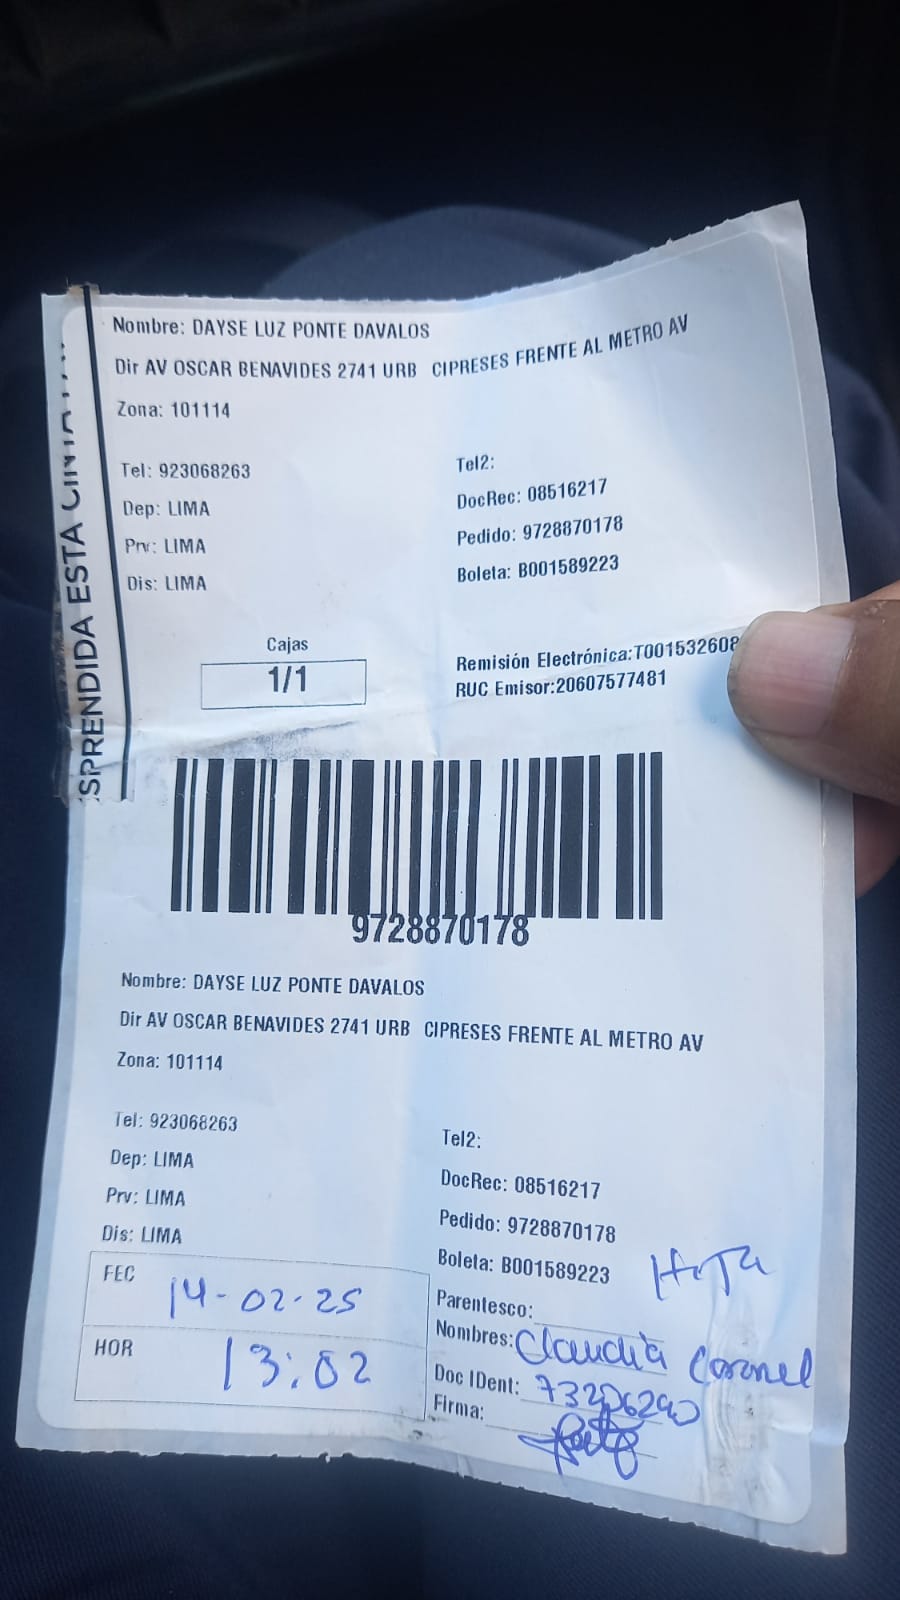 SPRENDIDA ESTA CINTA
Nombre: DAYSE LUZ PONTE DAVALOS
Dir AV OSCAR BENAVIDES 2741 URB CIPRESES FRENTE AL METRO AV
Zona: 101114
Tel: 923068263
Dep: LIMA
Prv: LIMA
Dis: LIMA
Tel2:
DocRec: 08516217
Pedido: 9728870178
Boleta: B001589223
Cajas
1/1
Remisión Electrónica:T001532608
RUC Emisor:20607577481
9728870178
Nombre: DAYSE LUZ PONTE DAVALOS
Dir AV OSCAR BENAVIDES 2741 URB CIPRESES FRENTE AL METRO AV
Zona: 101114
Tel: 923068263
Dep: LIMA
Prv: LIMA
Dis: LIMA
Tel2:
DocRec: 08516217
Pedido: 9728870178
Boleta: B001589223
FEC 14-02-25
HOR 13:02
Parentesco: HiJa
Nombres: Claudia Coronel
Doc IDent:
Firma: